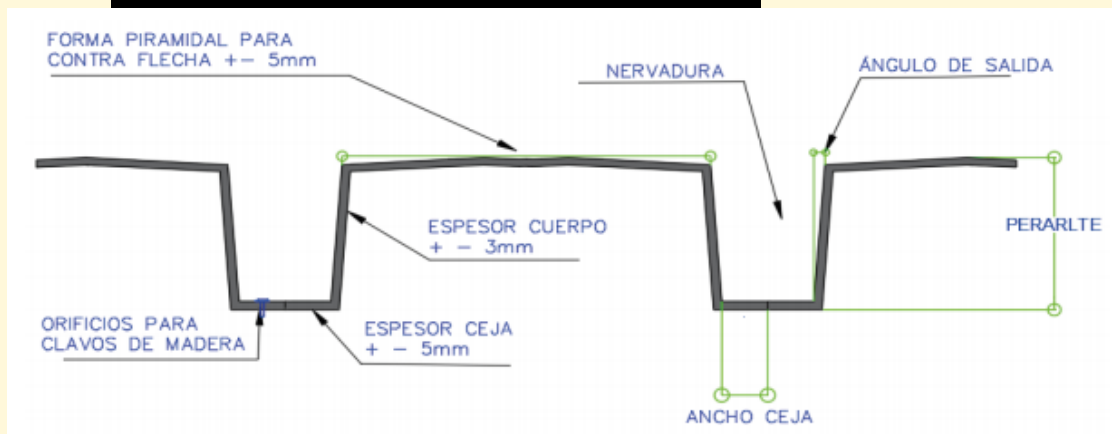 FORMA PIRAMIDAL PARA
CONTRA FLECHA +- 5mm
NERVADURA
ÁNGULO DE SALIDA
ESPESOR CUERPO
+ - 3mm
PERARLTE
ORIFICIOS PARA
CLAVOS DE MADERA
ESPESOR CEJA
+ - 5mm
ANCHO CEJA